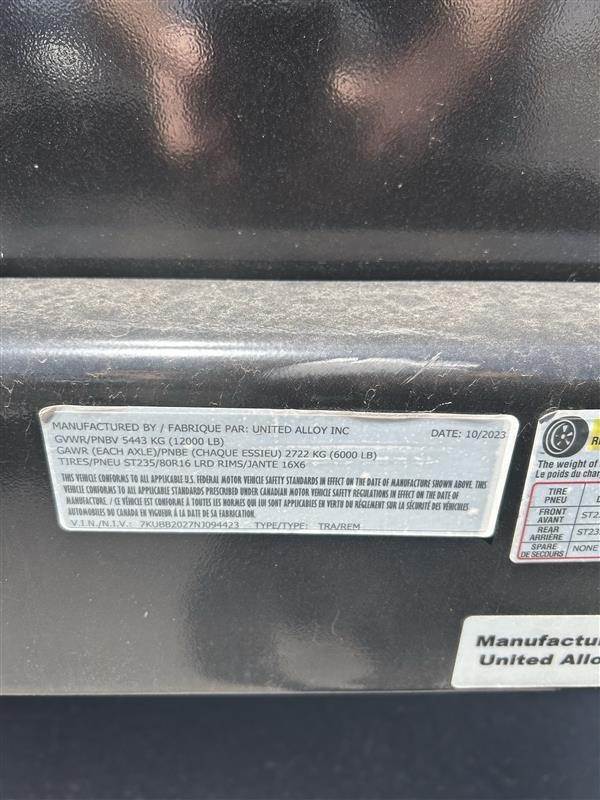 MANUFACTURED BY / FABRIQUE PAR: UNITED ALLOY INC DATE: 10/2023
GVWR/PNBV 5443 KG (12000 LB)
GAWR (EACH AXLE)/PNBE (CHAQUE ESSIEU) 2722 KG (6000 LB)
TIRES/PNEU ST235/80R16 LRD RIMS/JANTE 16X6
THIS VEHICLE CONFORMS TO ALL APPLICABLE U.S. FEDERAL MOTOR VEHICLE SAFETY STANDARDS IN EFFECT ON THE DATE OF MANUFACTURE SHOWN ABOVE. THIS
VEHICLE CONFORMS TO ALL APPLICABLE STANDARDS PRESCRIBED UNDER CANADIAN MOTOR VEHICLE SAFETY REGULATIONS IN EFFECT ON DATE OF
MANUFACTURE. / CE VÉHICULE EST CONFORME À TOUTES LES NORMES QUI LUI SONT APPLICABLES EN VERTU DU RÉGLEMENT SUR LA SÉCURITÉ DES VÉHICULES
AUTOMOBILES DU CANADA EN VIGUEUR À LA DATE DE SA FABRICATION.
V.I.N./N.I.V.: 7KUBB2027NJ094423 TYPE/TYPE: TRA/REM
The weight of
Le poids du char
TIRE
PNEU
FRONT
AVANT
ST23
REAR
ARRIÈRE
ST23
SPARE
DE SECOURS
NONE
Manufactu
United Allo